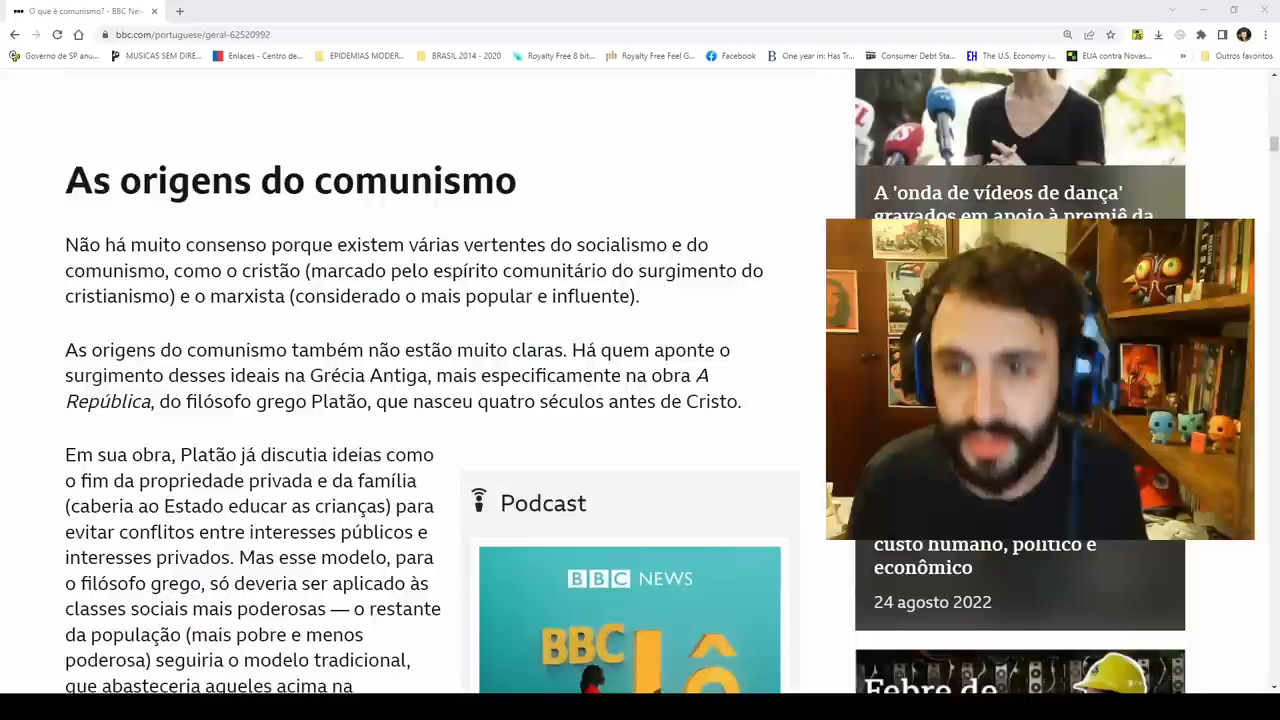 O que é comunismo? - BBC Ne
bbc.com/portuguese/geral-62520992
Governo de SP anu...
MUSICAS SEM DIRE...
Enlaces - Centro de...
EPIDEMIAS MODER...
BRASIL 2014 - 2020
Royalty Free 8 bit...
Royalty Free Feel G...
Facebook
One year in: Has Tr...
Consumer Debt Sta...
The U.S. Economy i...
EUA contra Novas...
»
Outros favoritos
As origens do comunismo
Não há muito consenso porque existem várias vertentes do socialismo e do
comunismo, como o cristão (marcado pelo espírito comunitário do surgimento do
cristianismo) e o marxista (considerado o mais popular e influente).
As origens do comunismo também não estão muito claras. Há quem aponte o
surgimento desses ideais na Grécia Antiga, mais especificamente na obra A
República, do filósofo grego Platão, que nasceu quatro séculos antes de Cristo.
Em sua obra, Platão já discutia ideias como
o fim da propriedade privada e da família
(caberia ao Estado educar as crianças) para
evitar conflitos entre interesses públicos e
interesses privados. Mas esse modelo, para
o filósofo grego, só deveria ser aplicado às
classes sociais mais poderosas — o restante
da população (mais pobre e menos
poderosa) seguiria o modelo tradicional,
que abasteceria aqueles acima na
Podcast
BBC NEWS
BBC Lê
A 'onda de vídeos de dança'
gravados em apoio à premiê da
custo humano, político e
econômico
24 agosto 2022
Febre de